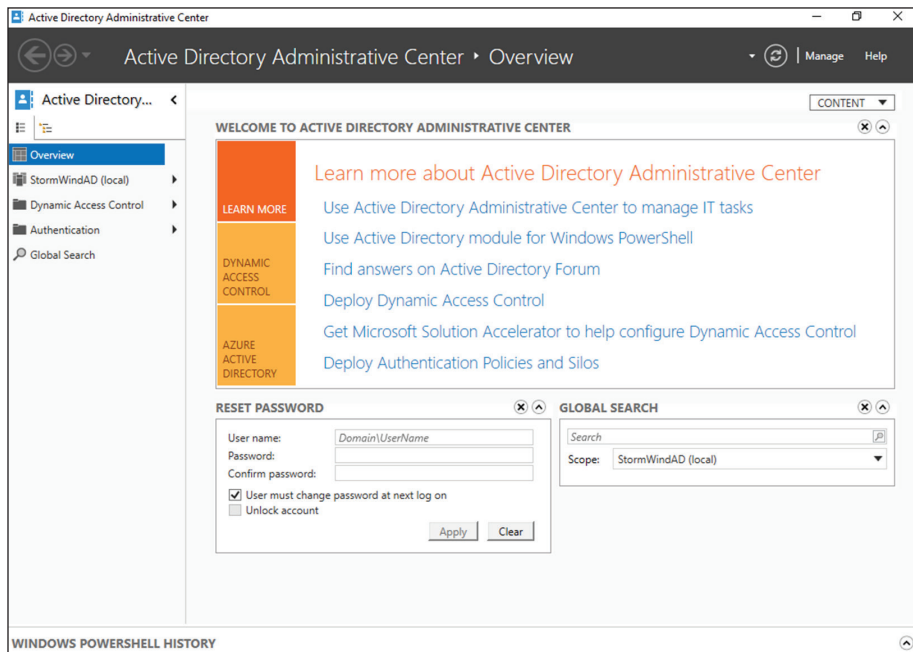 Active Directory Administrative Center
Active Directory Administrative Center • Overview
Manage
Help
Active Directory...
CONTENT
Overview
StormWindAD (local)
Dynamic Access Control
Authentication
Global Search
WELCOME TO ACTIVE DIRECTORY ADMINISTRATIVE CENTER
LEARN MORE
DYNAMIC
ACCESS
CONTROL
AZURE
ACTIVE
DIRECTORY
Learn more about Active Directory Administrative Center
Use Active Directory Administrative Center to manage IT tasks
Use Active Directory module for Windows PowerShell
Find answers on Active Directory Forum
Deploy Dynamic Access Control
Get Microsoft Solution Accelerator to help configure Dynamic Access Control
Deploy Authentication Policies and Silos
RESET PASSWORD
User name: Domain\UserName
Password:
Confirm password:
User must change password at next log on
Unlock account
Apply
Clear
GLOBAL SEARCH
Search
Scope: StormWindAD (local)
WINDOWS POWERSHELL HISTORY